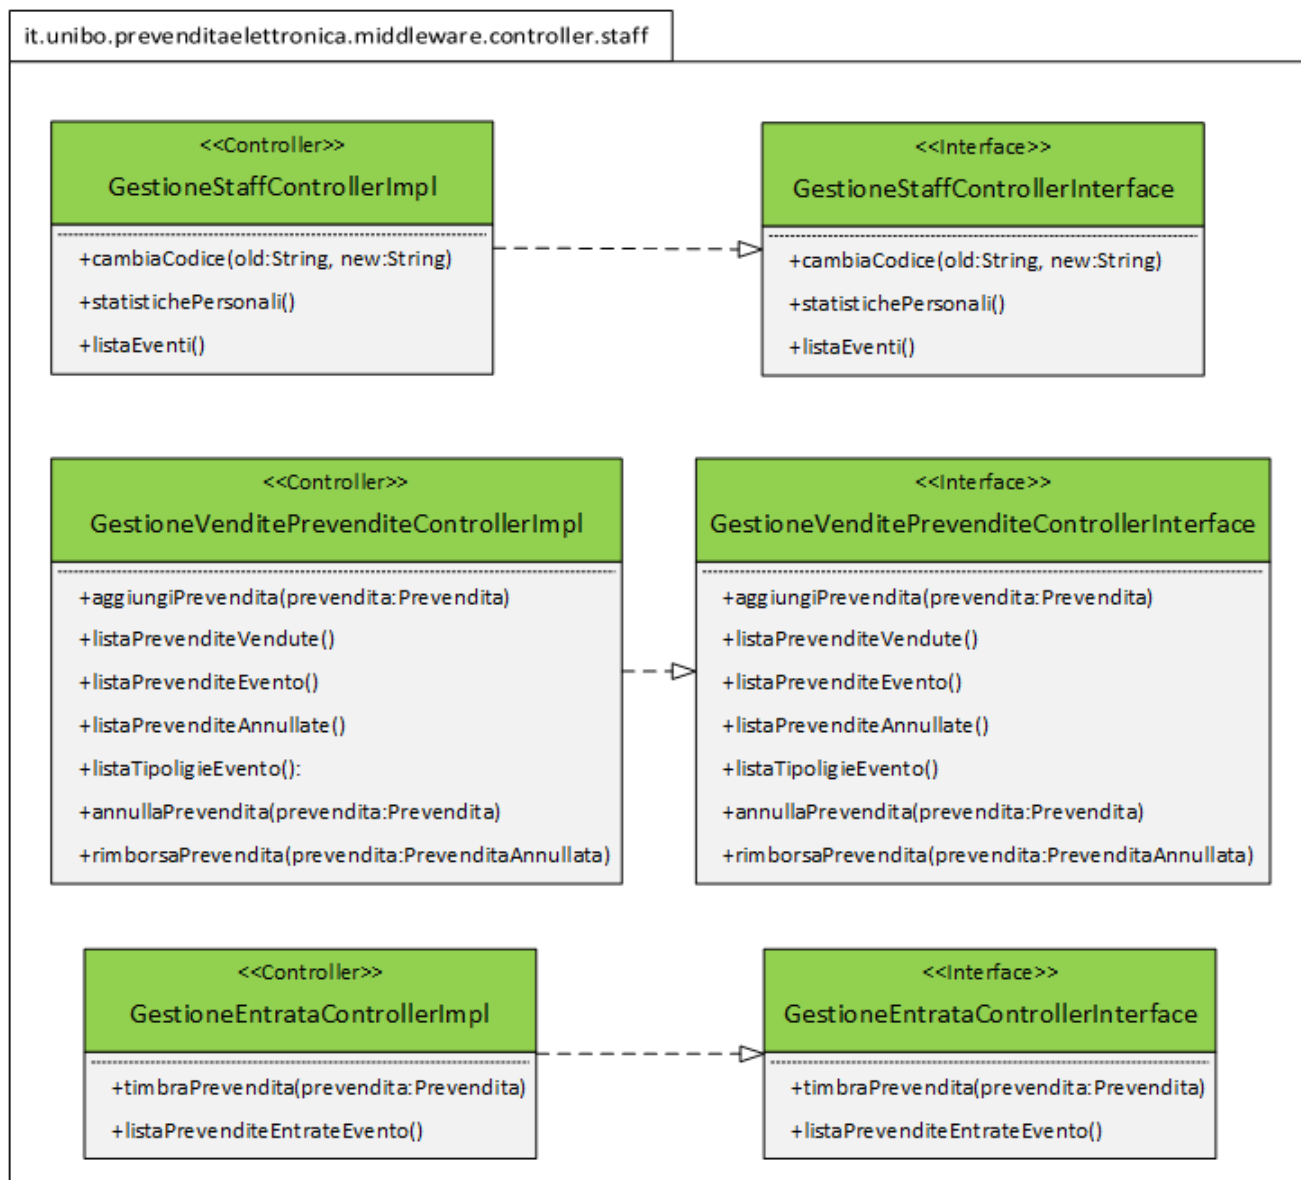 it.unibo.prevenditaelettronica.middleware.controller.staff
<<Controller>>
GestioneStaffControllerImpl
+cambiaCodice(old:String, new:String)
+statistichePersonali()
+listaEventi()
<<Interface>>
GestioneStaffControllerInterface
+cambiaCodice(old:String, new:String)
+statistichePersonali()
+listaEventi()
<<Controller>>
GestioneVenditePrevenditeControllerImpl
+aggiungiPrevendita(prevendita:Prevendita)
+listaPrevenditeVendute()
+listaPrevenditeEvento()
+listaPrevenditeAnnullate()
+listaTipoligieEvento():
+annullaPrevendita(prevendita:Prevendita)
+rimborsaPrevendita(prevendita:PrevenditaAnnullata)
<<Interface>>
GestioneVenditePrevenditeControllerInterface
+aggiungiPrevendita(prevendita:Prevendita)
+listaPrevenditeVendute()
+listaPrevenditeEvento()
+listaPrevenditeAnnullate()
+listaTipoligieEvento()
+annullaPrevendita(prevendita:Prevendita)
+rimborsaPrevendita(prevendita:PrevenditaAnnullata)
<<Controller>>
GestioneEntrataControllerImpl
+timbraPrevendita(prevendita:Prevendita)
+listaPrevenditeEntrateEvento()
<<Interface>>
GestioneEntrataControllerInterface
+timbraPrevendita(prevendita:Prevendita)
+listaPrevenditeEntrateEvento()